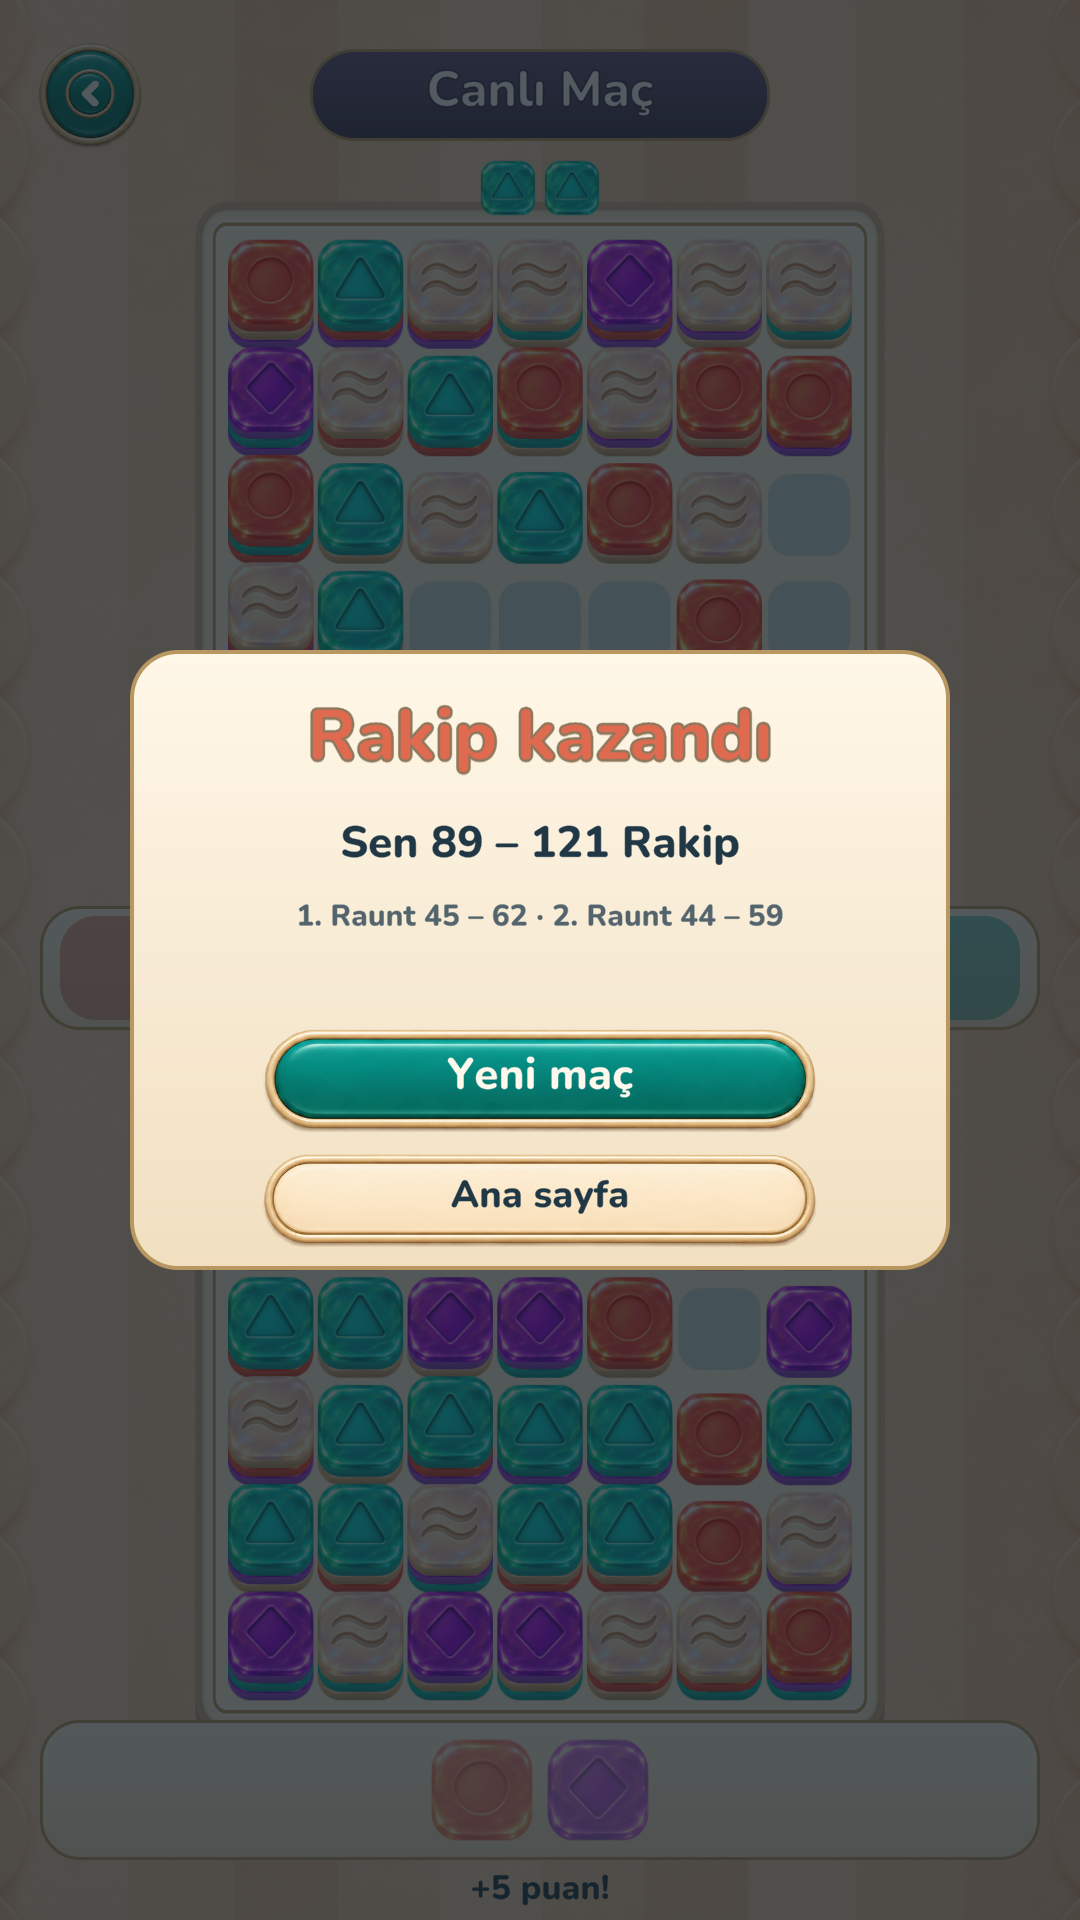 Canlı Maç
Rakip kazandı
Sen 89 – 121 Rakip
1. Raunt 45 – 62 · 2. Raunt 44 – 59
Yeni maç
Ana sayfa
+5 puan!